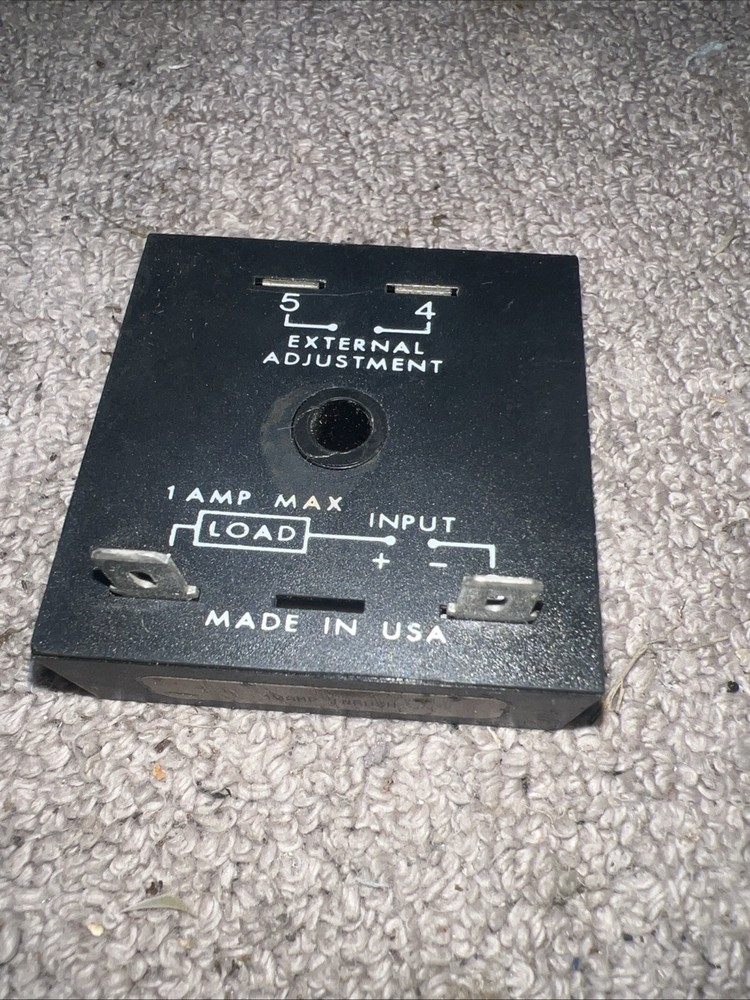 5 4
EXTERNAL
ADJUSTMENT
1 AMP MAX
LOAD INPUT
+ -
MADE IN USA